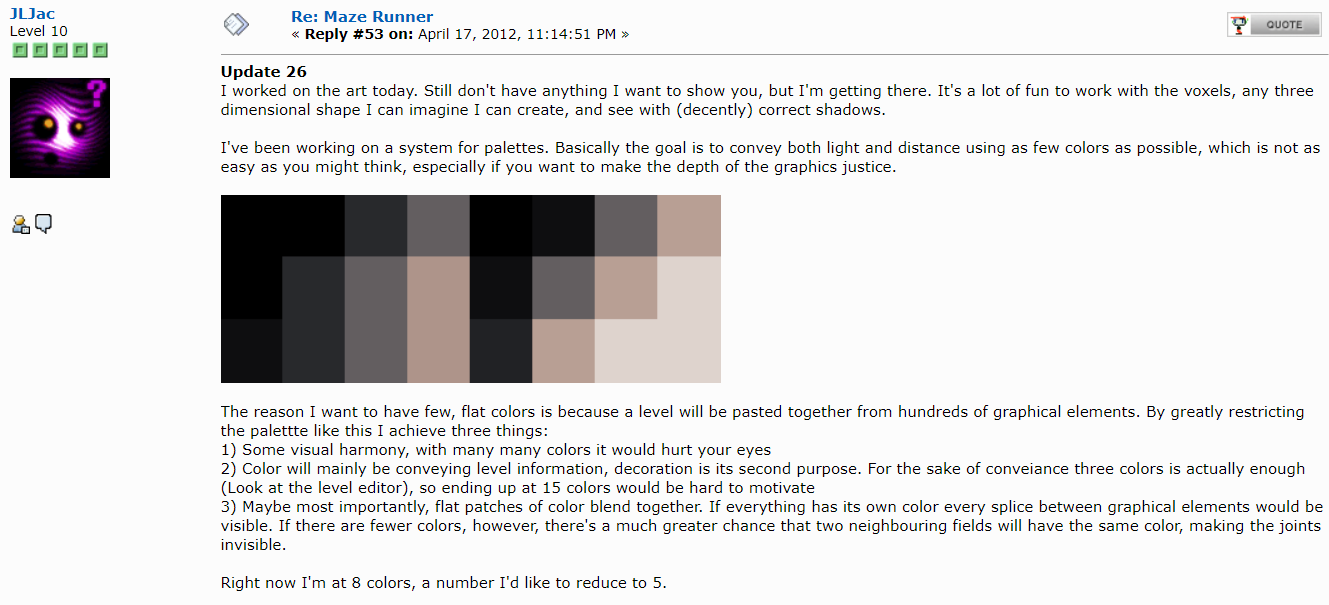 JLJac
Level 10
Re: Maze Runner
« Reply #53 on: April 17, 2012, 11:14:51 PM »
QUOTE
Update 26
I worked on the art today. Still don't have anything I want to show you, but I'm getting there. It's a lot of fun to work with the voxels, any three
dimensional shape I can imagine I can create, and see with (decently) correct shadows.
I've been working on a system for palettes. Basically the goal is to convey both light and distance using as few colors as possible, which is not as
easy as you might think, especially if you want to make the depth of the graphics justice.
The reason I want to have few, flat colors is because a level will be pasted together from hundreds of graphical elements. By greatly restricting
the palettte like this I achieve three things:
1) Some visual harmony, with many many colors it would hurt your eyes
2) Color will mainly be conveying level information, decoration is its second purpose. For the sake of conveiance three colors is actually enough
(Look at the level editor), so ending up at 15 colors would be hard to motivate
3) Maybe most importantly, flat patches of color blend together. If everything has its own color every splice between graphical elements would be
visible. If there are fewer colors, however, there's a much greater chance that two neighbouring fields will have the same color, making the joints
invisible.
Right now I'm at 8 colors, a number I'd like to reduce to 5.